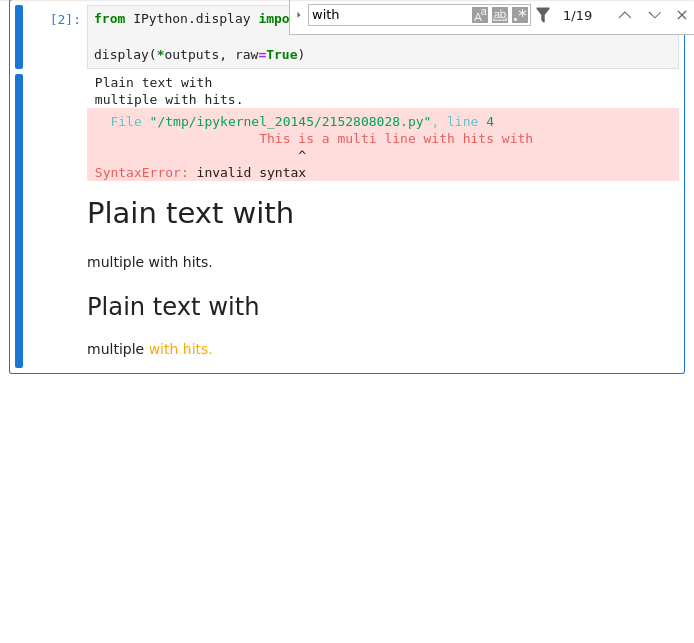 with
Aa ab .* 1/19
[2]: from IPython.display impo
display(*outputs, raw=True)
Plain text with
multiple with hits.
File "/tmp/ipykernel_20145/2152808028.py", line 4
This is a multi line with hits with
^
SyntaxError: invalid syntax
Plain text with
multiple with hits.
Plain text with
multiple with hits.